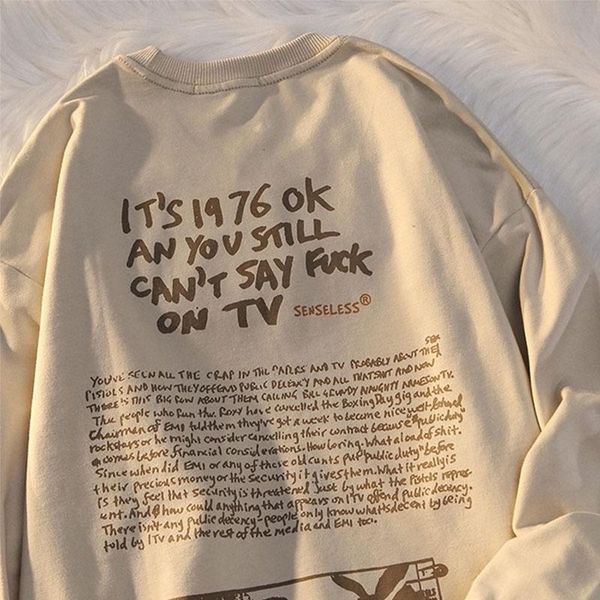 IT'S 1976 OK
AN YOU STILL
CAN'T SAY FUCK
ON TV SENSELESS®
YOU'VE SEEN ALL THE CRAP IN THE PAPERS AND TV PROBABLY ABOUT THE SEX
PISTOLS AND HOW THEY OFFEND PUBLIC DECENCY AND ALL THAT SHIT AND NOW
THERE IS THIS BIG ROW ABOUT THEM CALLING BILL GRUNDY NAUGHTY NAMES ON TV.
The people who Run the Roxy have cancelled the Boxing Day gig and the
chairman of EMI told them they've got a week to become nice well-behaved
rockstars or he might consider cancelling their contract because "public duty"
comes before financial considerations. How boring. What a load of shit.
Since when did EMI or any of these old cunts put "public duty" before
their precious money or the security it gives them. What it really is
is they feel that security is threatened Just by what the Pistols repres-
ent. And how could anything that appears on ITV offend public decency.
There isn't any public decency - people only know what's decent by being
told by ITV and the rest of the media and EMI too.